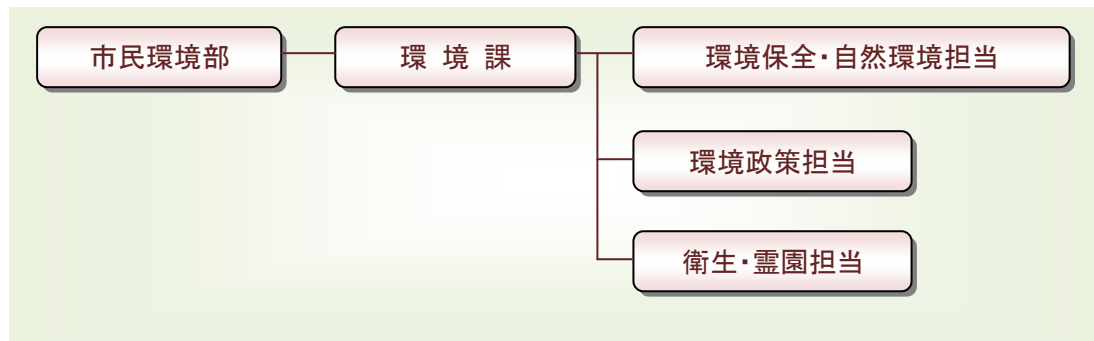 市民環境部
環 境 課
環境保全・自然環境担当
環境政策担当
衛生・霊園担当